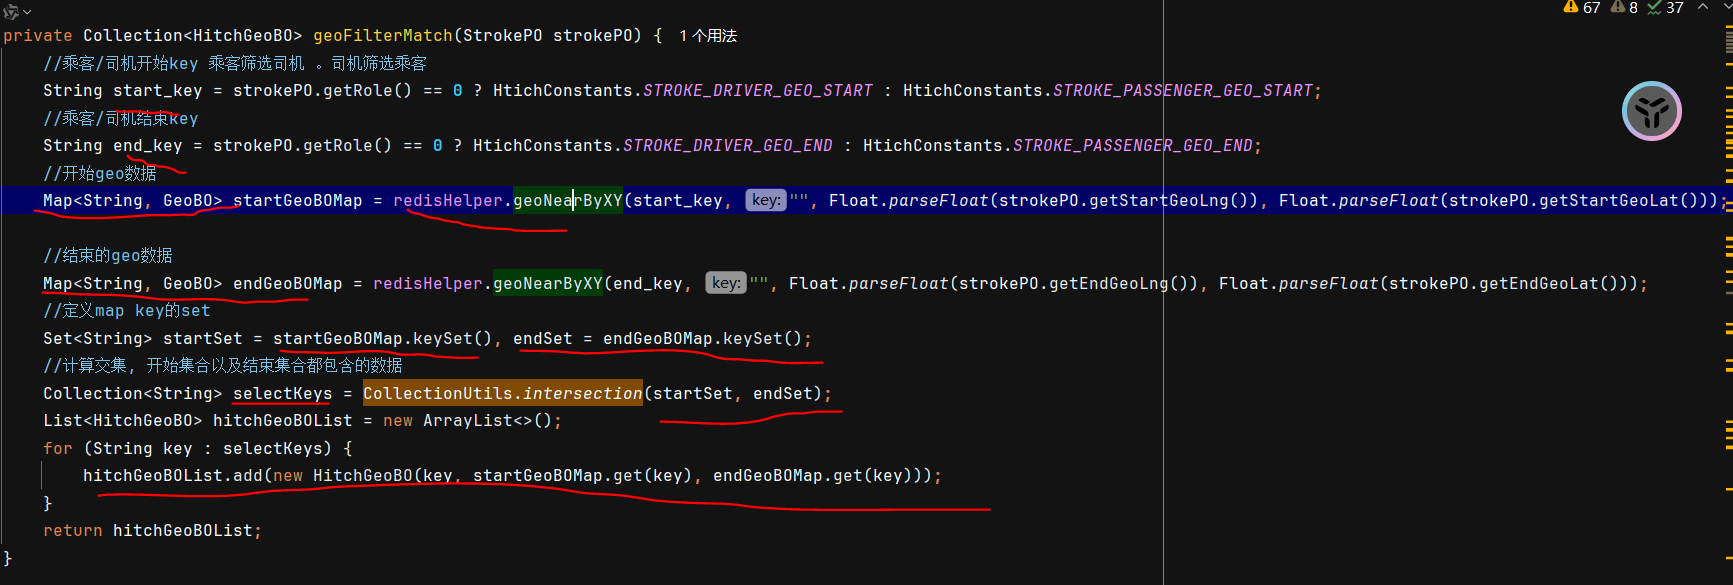 67 8 37
private Collection<HitchGeoBO> geoFilterMatch(StrokePO strokePO) { 1个用法
//乘客/司机开始key 乘客筛选司机 。司机筛选乘客
String start_key = strokePO.getRole() == 0 ? HtichConstants.STROKE_DRIVER_GEO_START : HtichConstants.STROKE_PASSENGER_GEO_START;
//乘客/司机结束key
String end_key = strokePO.getRole() == 0 ? HtichConstants.STROKE_DRIVER_GEO_END : HtichConstants.STROKE_PASSENGER_GEO_END;
//开始geo数据
Map<String, GeoBO> startGeoBOMap = redisHelper.geoNearByXY(start_key, key: "", Float.parseFloat(strokePO.getStartGeoLng()), Float.parseFloat(strokePO.getStartGeoLat()));
//结束的geo数据
Map<String, GeoBO> endGeoBOMap = redisHelper.geoNearByXY(end_key, key: "", Float.parseFloat(strokePO.getEndGeoLng()), Float.parseFloat(strokePO.getEndGeoLat()));
//定义map key的set
Set<String> startSet = startGeoBOMap.keySet(), endSet = endGeoBOMap.keySet();
//计算交集, 开始集合以及结束集合都包含的数据
Collection<String> selectKeys = CollectionUtils.intersection(startSet, endSet);
List<HitchGeoBO> hitchGeoBOList = new ArrayList<>();
for (String key : selectKeys) {
hitchGeoBOList.add(new HitchGeoBO(key, startGeoBOMap.get(key), endGeoBOMap.get(key)));
}
return hitchGeoBOList;
}